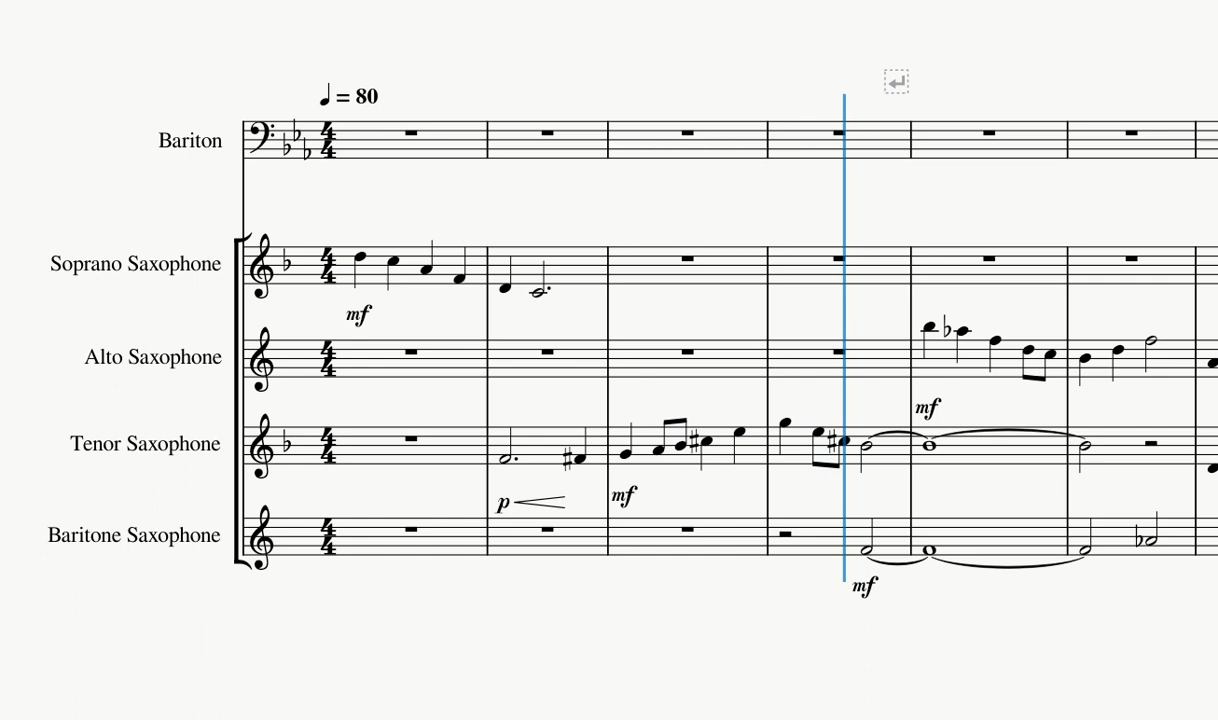 ♩ = 80
Bariton
Soprano Saxophone
mf
Alto Saxophone
mf
Tenor Saxophone
p
mf
Baritone Saxophone
mf